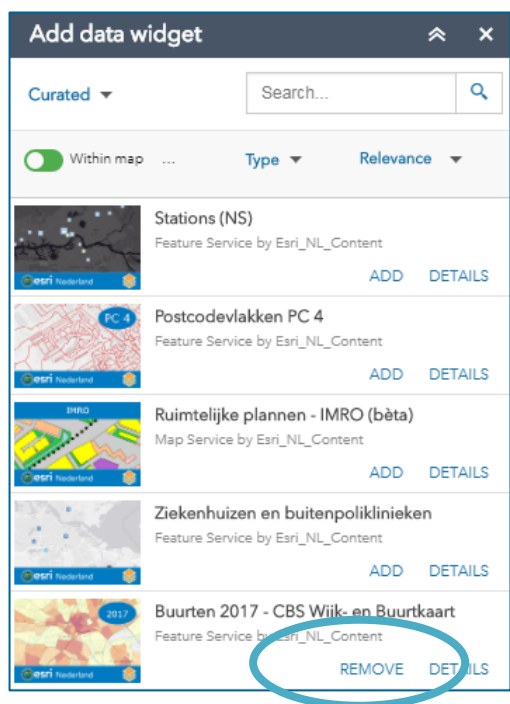 Add data widget
Curated
Search...
Within map ... Type Relevance
Stations (NS)
Feature Service by Esri_NL_Content
esri Nederland
ADD DETAILS
PC 4
Postcodevlakken PC 4
Feature Service by Esri_NL_Content
esri Nederland
ADD DETAILS
IMRO
Ruimtelijke plannen - IMRO (bèta)
Map Service by Esri_NL_Content
esri Nederland
ADD DETAILS
Ziekenhuizen en buitenpoliklinieken
Feature Service by Esri_NL_Content
esri Nederland
ADD DETAILS
2017
Buurten 2017 - CBS Wijk- en Buurtkaart
Feature Service by Esri_NL_Content
esri Nederland
REMOVE DETAILS